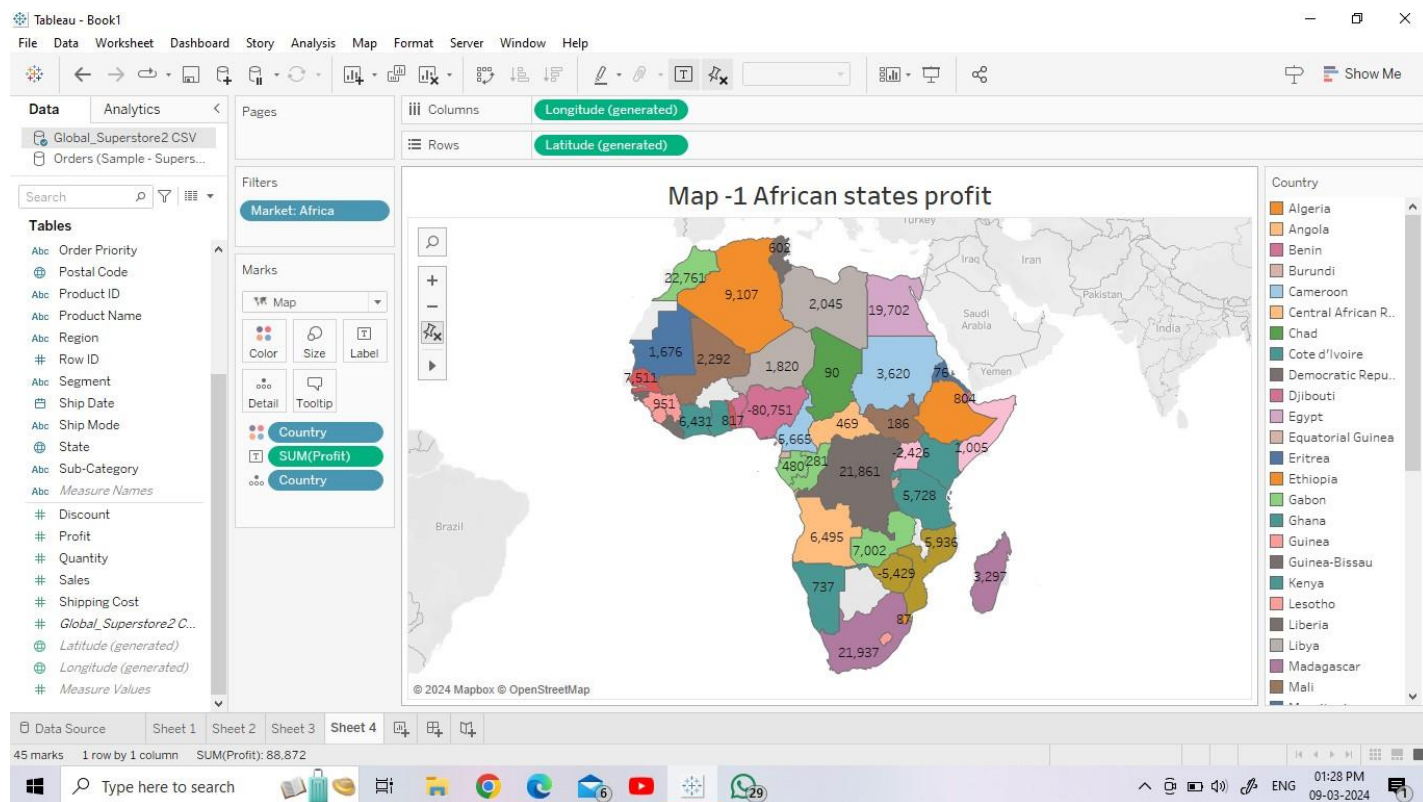 Tableau - Book1
File Data Worksheet Dashboard Story Analysis Map Format Server Window Help
Show Me
Data Analytics
Global_Superstore2 CSV
Orders (Sample - Supers...
Search
Tables
Abc Order Priority
Postal Code
Abc Product ID
Abc Product Name
Abc Region
# Row ID
Abc Segment
Ship Date
Abc Ship Mode
State
Abc Sub-Category
Abc Measure Names
# Discount
# Profit
# Quantity
# Sales
# Shipping Cost
# Global_Superstore2 C...
Latitude (generated)
Longitude (generated)
# Measure Values
Pages
Filters
Market: Africa
Marks
Map
Color Size Label
Detail Tooltip
Country
SUM(Profit)
Country
Columns Longitude (generated)
Rows Latitude (generated)
Map -1 African states profit
Turkey
602
Iraq Iran
22,761
9,107
2,045
19,702
Pakistan
Saudi
Arabia
India
1,676
2,292
1,820
90
3,620
76
Yemen
7,511
951
6,431
817
-80,751
804
469
186
5,665
-2,426
1,005
480
281
21,861
5,728
Brazil
6,495
7,002
5,936
737
-5,429
3,297
87
21,937
© 2024 Mapbox © OpenStreetMap
Country
Algeria
Angola
Benin
Burundi
Cameroon
Central African R..
Chad
Cote d'Ivoire
Democratic Repu..
Djibouti
Egypt
Equatorial Guinea
Eritrea
Ethiopia
Gabon
Ghana
Guinea
Guinea-Bissau
Kenya
Lesotho
Liberia
Libya
Madagascar
Mali
Data Source Sheet 1 Sheet 2 Sheet 3 Sheet 4
45 marks 1 row by 1 column SUM(Profit): 88,872
Type here to search
6
29
ENG
01:28 PM
09-03-2024
1